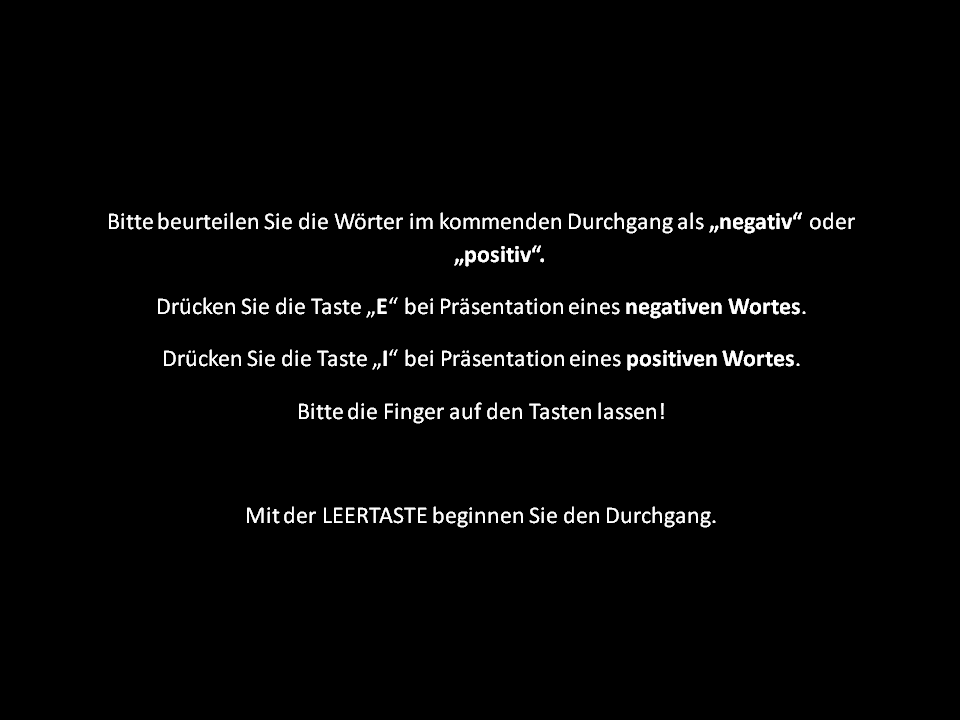 Bitte beurteilen Sie die Wörter im kommenden Durchgang als „negativ“ oder
„positiv“.
Drücken Sie die Taste „E“ bei Präsentation eines negativen Wortes.
Drücken Sie die Taste „I“ bei Präsentation eines positiven Wortes.
Bitte die Finger auf den Tasten lassen!
Mit der LEERTASTE beginnen Sie den Durchgang.